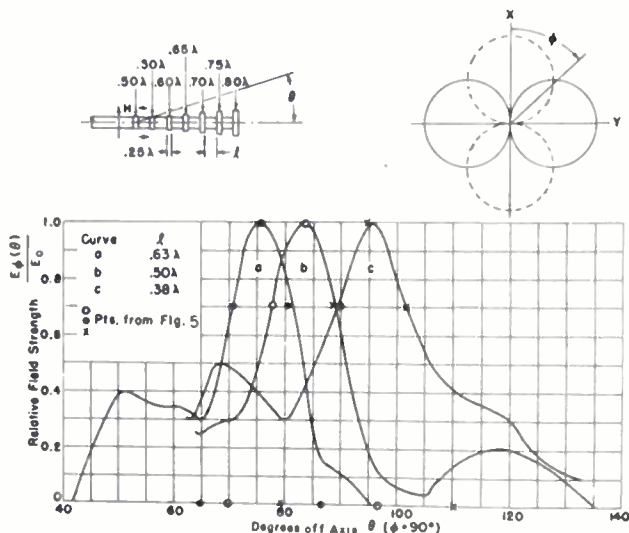 .65λ
.30λ .75λ
.50λ .60λ .70λ .80λ
H
θ
.25λ l
X
ϕ
Y
Curve l
a .63λ
b .50λ
c .38λ
Pts. from Fig. 5
a b c
E_ϕ(θ)
E_0
Relative Field Strength
1.0
0.8
0.6
0.4
0.2
0
40 60 80 100 120 140
Degrees off Axis θ (ϕ=90°)